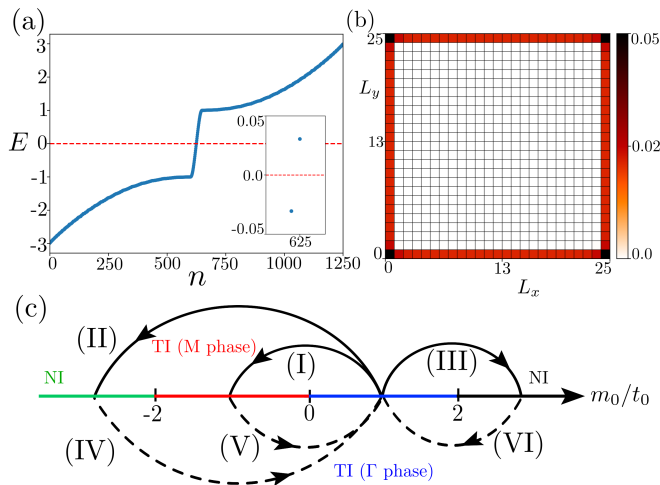 (a)
3
2
1
0
-1
-2
-3
E
0
250
500
750
1000
1250
n
0.05
0.0
-0.05
625
(b)
25
L_y
13
0
0
13
25
L_x
0.05
0.02
0.0
(c)
(II)
TI (M phase)
(I)
(III)
NI
NI
-2
0
2
m_0/t_0
(IV)
(V)
(VI)
TI (Γ phase)